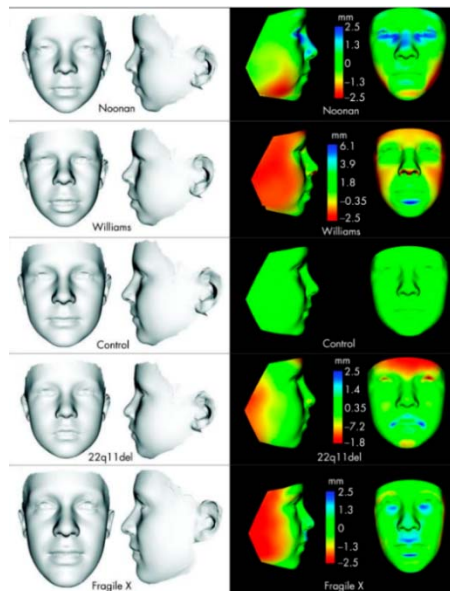 mm
2.5
1.3
0
−1.3
−2.5
Noonan
Noonan
mm
6.1
3.9
1.8
−0.35
−2.5
Williams
Williams
Control
Control
mm
2.5
1.4
0.35
−7.2
−1.8
22q11del
22q11del
mm
2.5
1.3
0
−1.3
−2.5
Fragile X
Fragile X